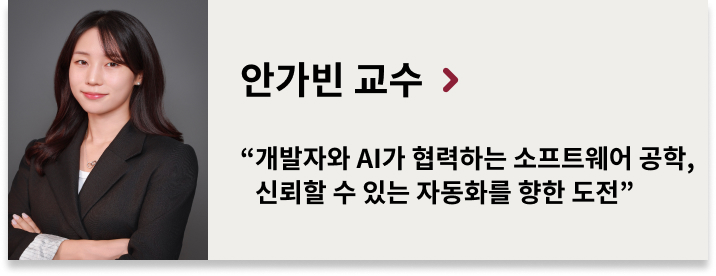 안가빈 교수
“개발자와 AI가 협력하는 소프트웨어 공학,
신뢰할 수 있는 자동화를 향한 도전”